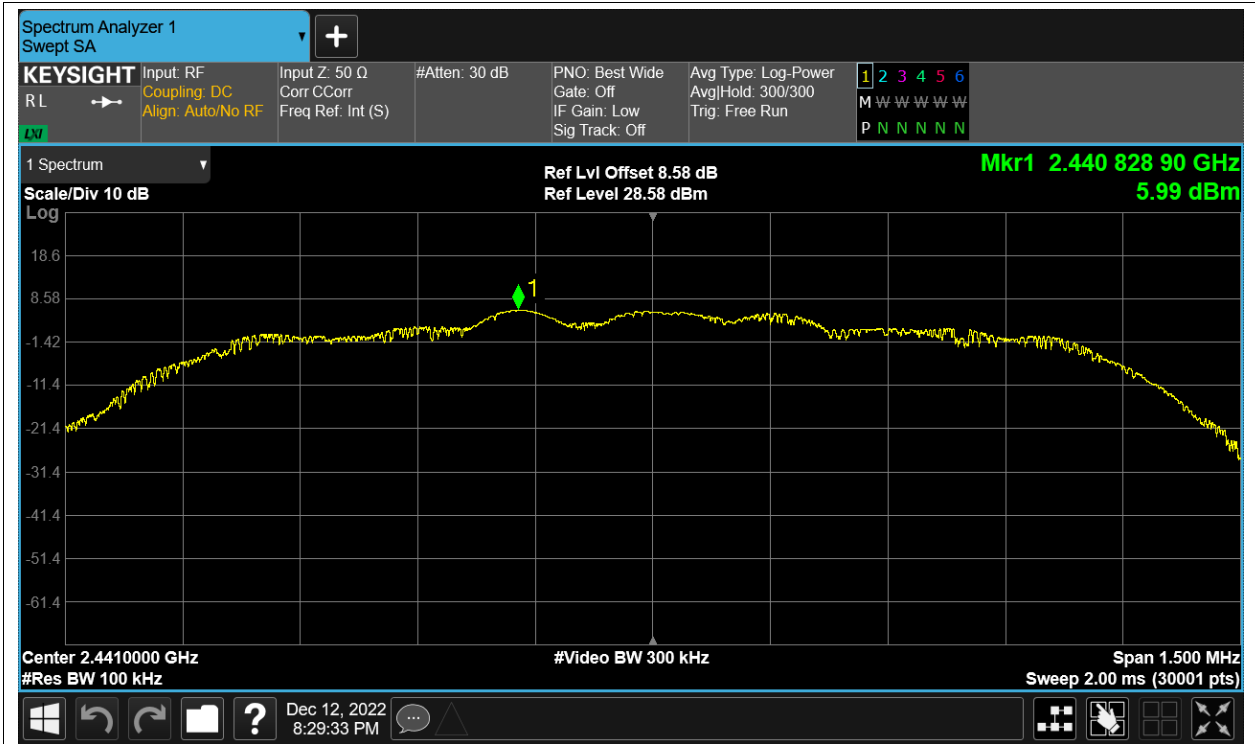 Spectrum Analyzer 1
Swept SA
KEYSIGHT
R L
LXI
Input: RF
Coupling: DC
Align: Auto/No RF
Input Z: 50 Ω
Corr CCorr
Freq Ref: Int (S)
#Atten: 30 dB
PNO: Best Wide
Gate: Off
IF Gain: Low
Sig Track: Off
Avg Type: Log-Power
Avg|Hold: 300/300
Trig: Free Run
1 2 3 4 5 6
M W W W W W
P N N N N N
1 Spectrum
Scale/Div 10 dB
Ref Lvl Offset 8.58 dB
Ref Level 28.58 dBm
Mkr1 2.440 828 90 GHz
5.99 dBm
Log
18.6
8.58
1
-1.42
-11.4
-21.4
-31.4
-41.4
-51.4
-61.4
Center 2.4410000 GHz
#Video BW 300 kHz
Span 1.500 MHz
#Res BW 100 kHz
Sweep 2.00 ms (30001 pts)
?
Dec 12, 2022
8:29:33 PM